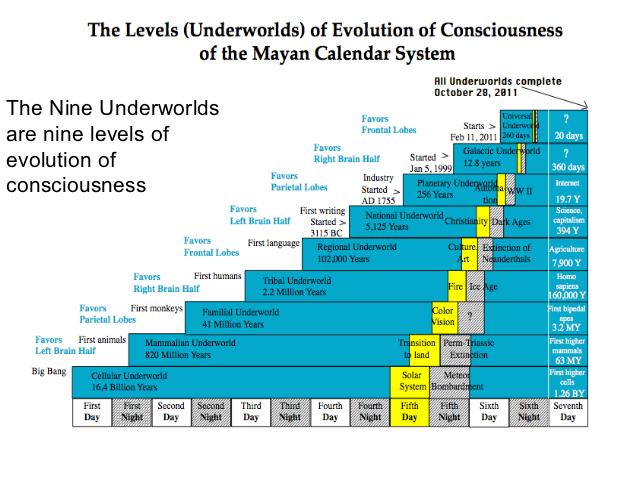 The Levels (Underworlds) of Evolution of Consciousness
of the Mayan Calendar System
All Underworlds complete
October 28, 2011
The Nine Underworlds
are nine levels of
evolution of
consciousness
Favors
Frontal Lobes
Starts >
Feb 11, 2011
Universal
Underworld
260 days
?
20 days
Favors
Right Brain Half
Started >
Jan 5, 1999
Galactic Underworld
12.8 years
?
360 days
Favors
Parietal Lobes
Industry
Started >
AD 1755
Planetary Underworld
256 Years
Automa
tion
WW II
Internet
19.7 Y
Favors
Left Brain Half
First writing
Started >
3115 BC
National Underworld
5,125 Years
Christianity
Dark Ages
Science,
capitalism
394 Y
Favors
Frontal Lobes
First language
Regional Underworld
102,000 Years
Culture
Art
Extinction of
Neanderthals
Agriculture
7,900 Y
Favors
Right Brain Half
First humans
Tribal Underworld
2.2 Million Years
Fire
Ice Age
Homo
sapiens
160,000 Y
Favors
Parietal Lobes
First monkeys
Familial Underworld
41 Million Years
Color
Vision
?
First bipedal
apes
3.2 MY
Favors
Left Brain Half
First animals
Mammalian Underworld
820 Million Years
Transition
to land
Perm-Triassic
Extinction
First higher
mammals
63 MY
Big Bang
Cellular Underworld
16.4 Billion Years
Solar
System
Meteor
Bombardment
First higher
cells
1.26 BY
First
Day
First
Night
Second
Day
Second
Night
Third
Day
Third
Night
Fourth
Day
Fourth
Night
Fifth
Day
Fifth
Night
Sixth
Day
Sixth
Night
Seventh
Day